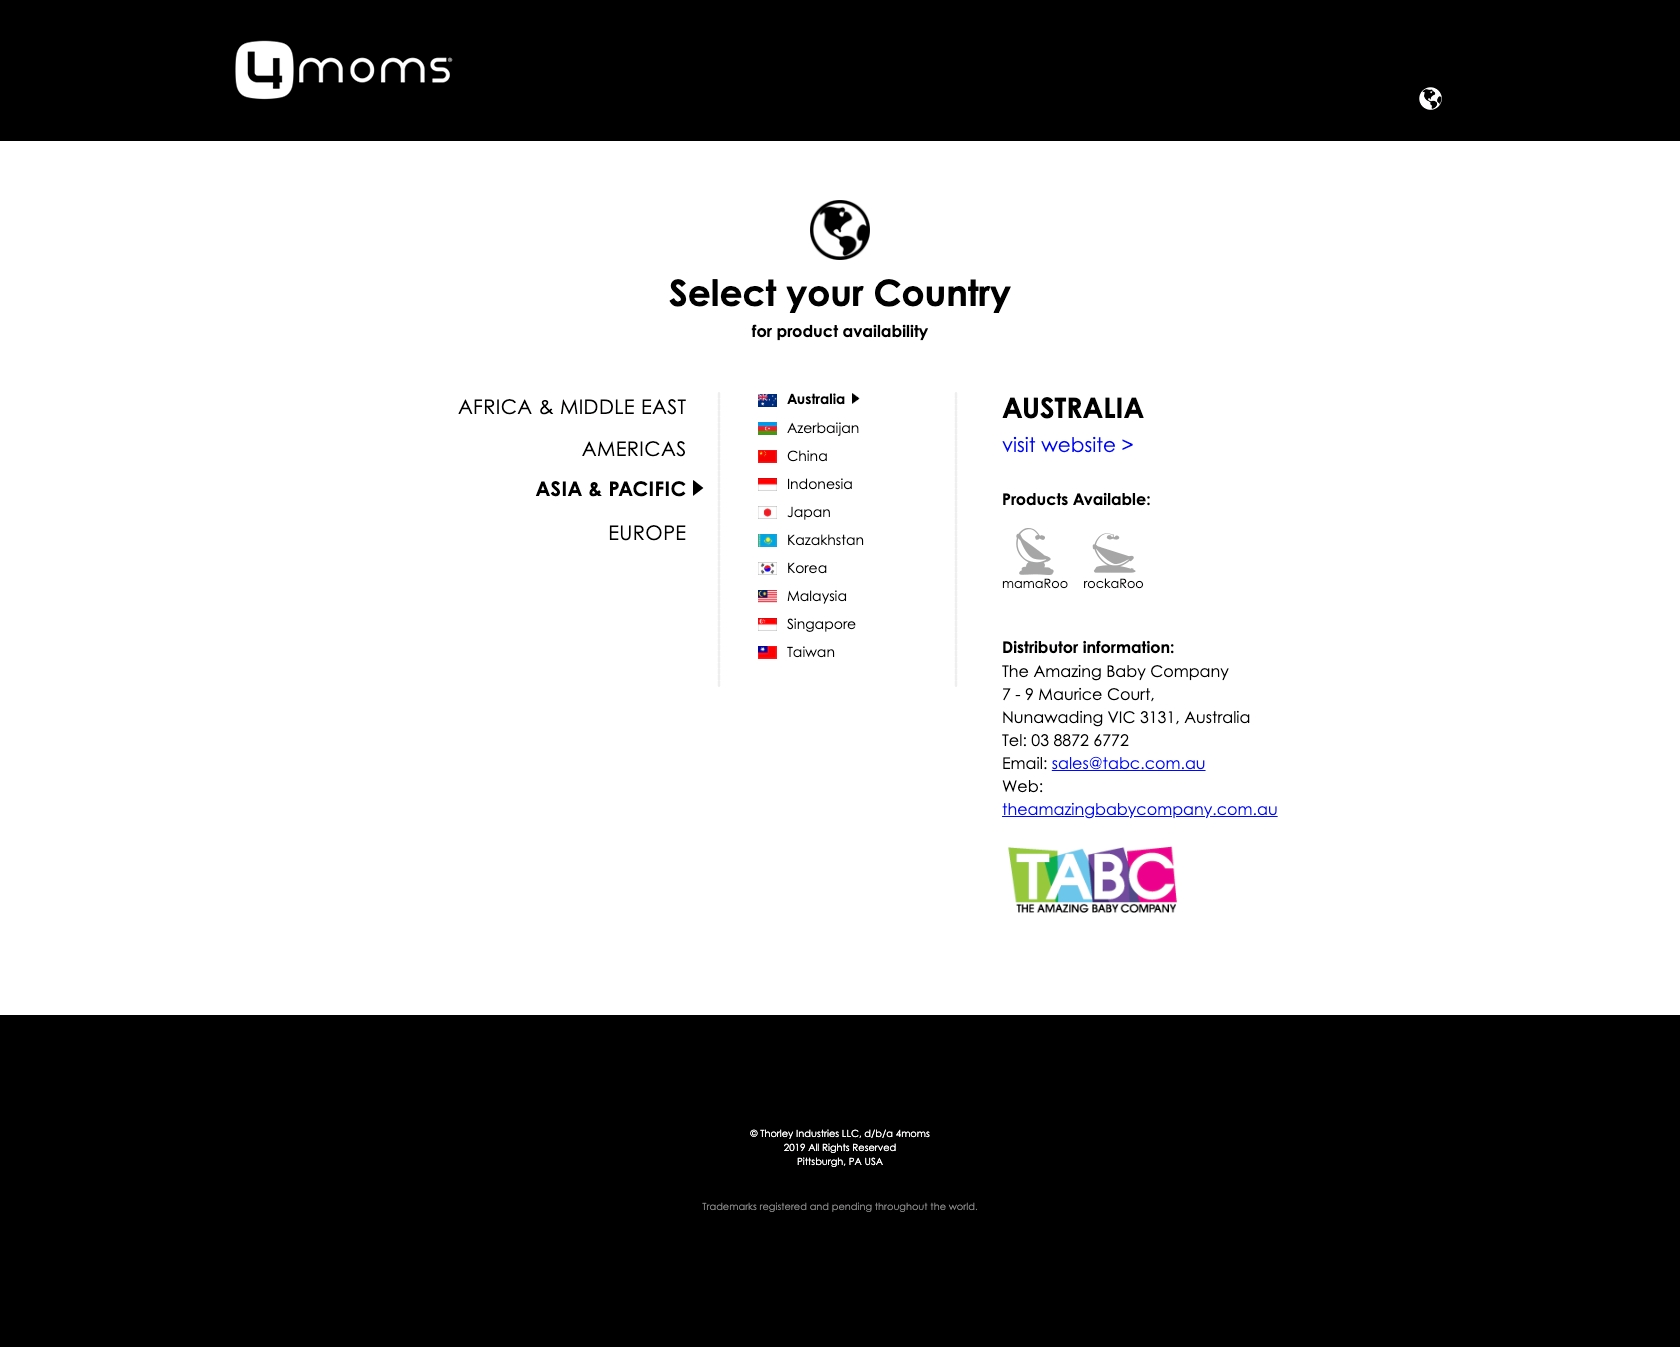 4moms
Select your Country
for product availability
AFRICA & MIDDLE EAST
AMERICAS
ASIA & PACIFIC
EUROPE
Australia
Azerbaijan
China
Indonesia
Japan
Kazakhstan
Korea
Malaysia
Singapore
Taiwan
AUSTRALIA
visit website >
Products Available:
mamaRoo rockaRoo
Distributor information:
The Amazing Baby Company
7 - 9 Maurice Court,
Nunawading VIC 3131, Australia
Tel: 03 8872 6772
Email: sales@tabc.com.au
Web:
theamazingbabycompany.com.au
TABC
THE AMAZING BABY COMPANY
© Thorley Industries LLC, d/b/a 4moms
2019 All Rights Reserved
Pittsburgh, PA USA
Trademarks registered and pending throughout the world.